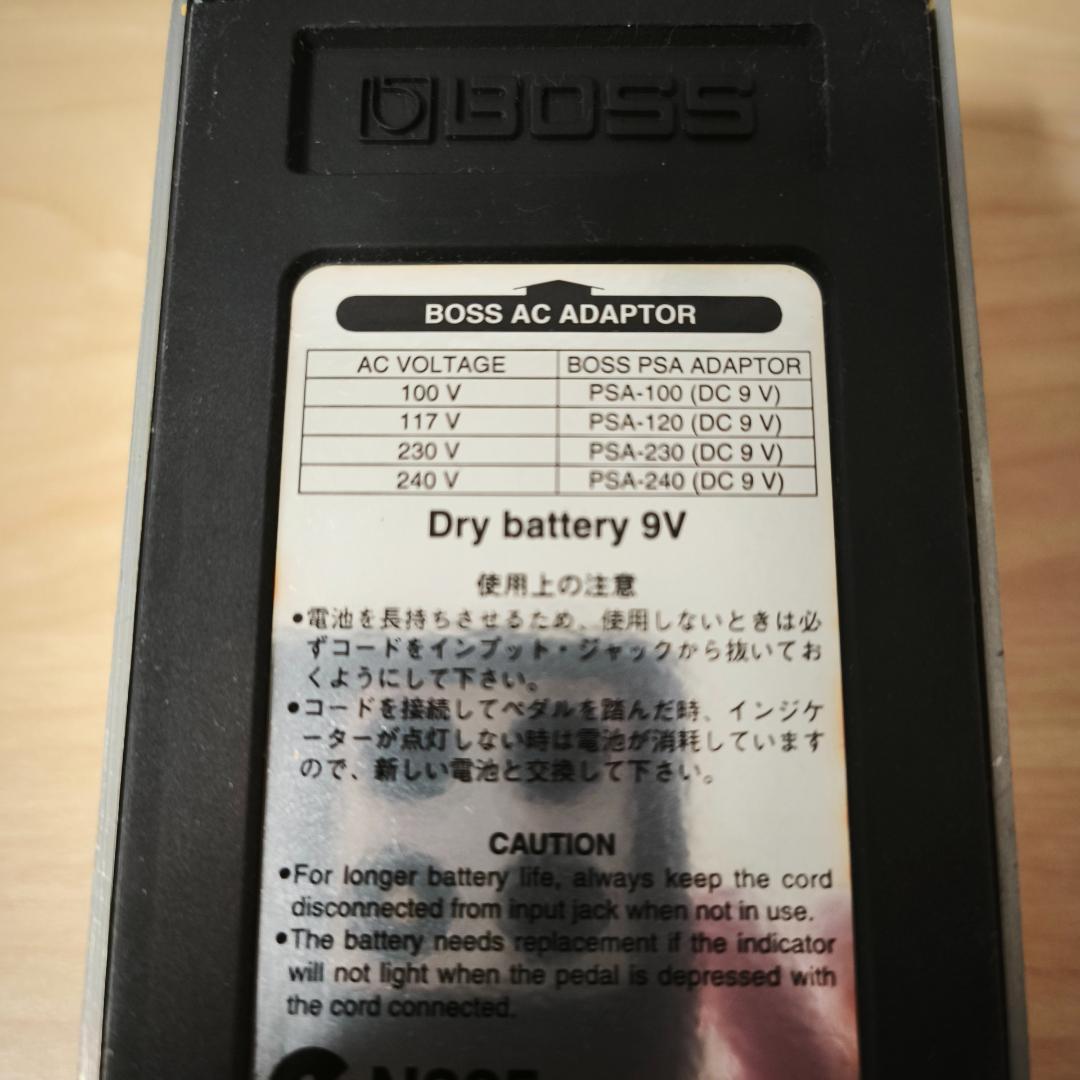 BOSS
BOSS AC ADAPTOR
AC VOLTAGE BOSS PSA ADAPTOR
100 V PSA-100 (DC 9 V)
117 V PSA-120 (DC 9 V)
230 V PSA-230 (DC 9 V)
240 V PSA-240 (DC 9 V)
Dry battery 9V
使用上の注意
●電池を長持ちさせるため、使用しないときは必
ずコードをインプット・ジャックから抜いてお
くようにして下さい。
●コードを接続してペダルを踏んだ時、インジケ
ーターが点灯しない時は電池が消耗しています
ので、新しい電池と交換して下さい。
CAUTION
●For longer battery life, always keep the cord
disconnected from input jack when not in use.
●The battery needs replacement if the indicator
will not light when the pedal is depressed with
the cord connected.